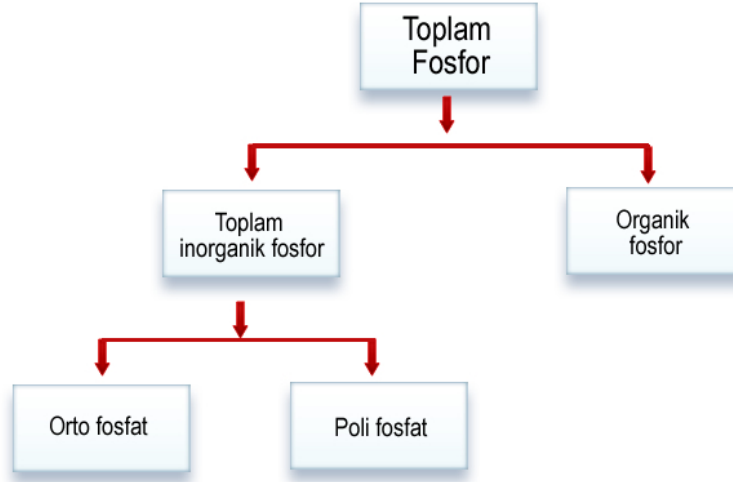 Toplam
Fosfor
Toplam
inorganik fosfor
Organik
fosfor
Orto fosfat
Poli fosfat